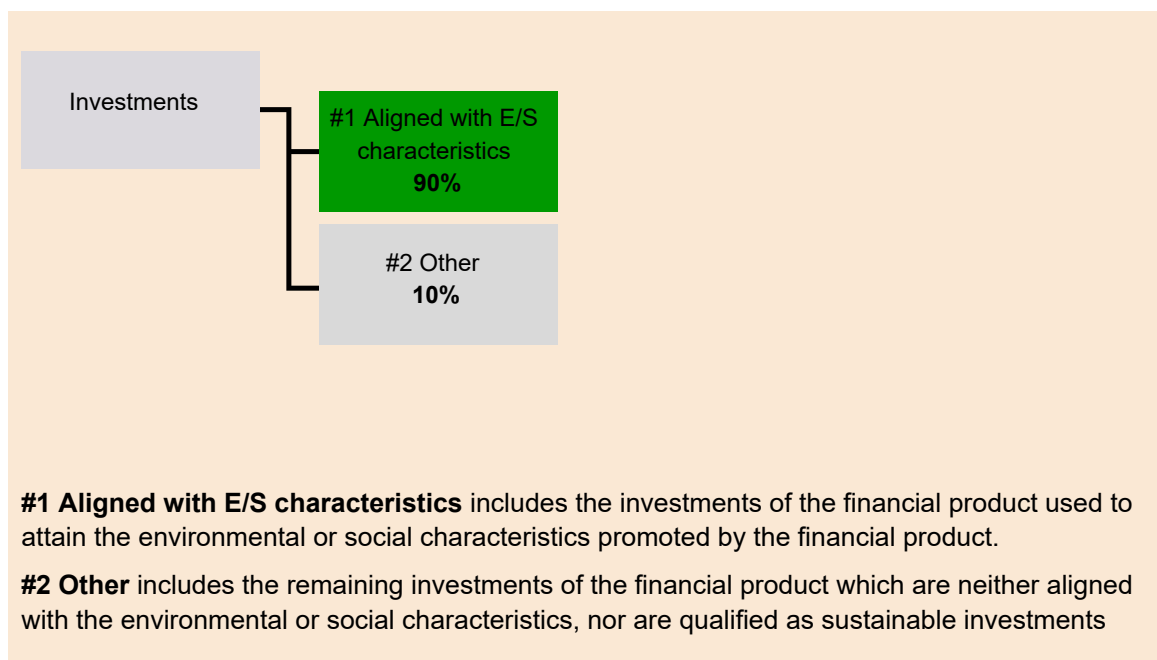 Investments
#1 Aligned with E/S
characteristics
90%
#2 Other
10%
#1 Aligned with E/S characteristics includes the investments of the financial product used to
attain the environmental or social characteristics promoted by the financial product.
#2 Other includes the remaining investments of the financial product which are neither aligned
with the environmental or social characteristics, nor are qualified as sustainable investments